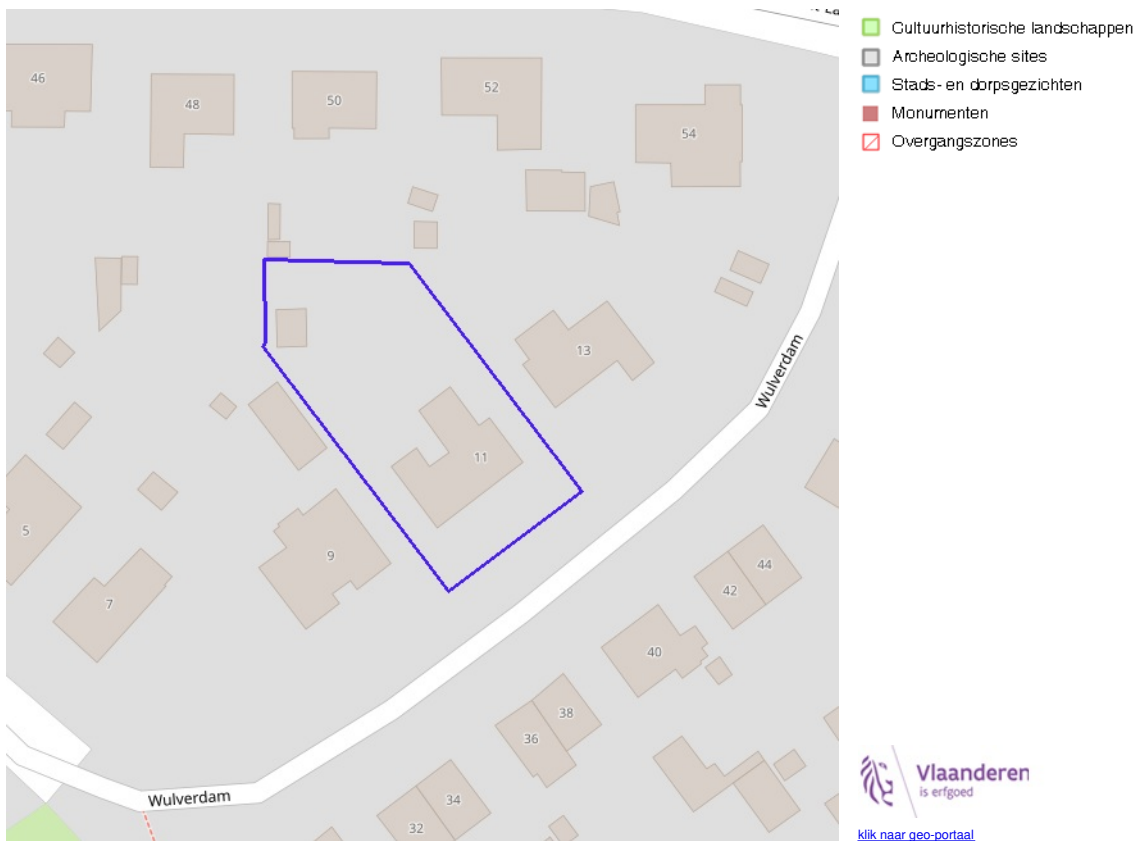 46
48
50
52
54
13
Wulverdam
11
5
9
7
42
44
40
38
36
34
32
Wulverdam
Cultuurhistorische landschappen
Archeologische sites
Stads- en dorpsgezichten
Monumenten
Overgangszones
Vlaanderen
is erfgoed
klik naar geo-portaal